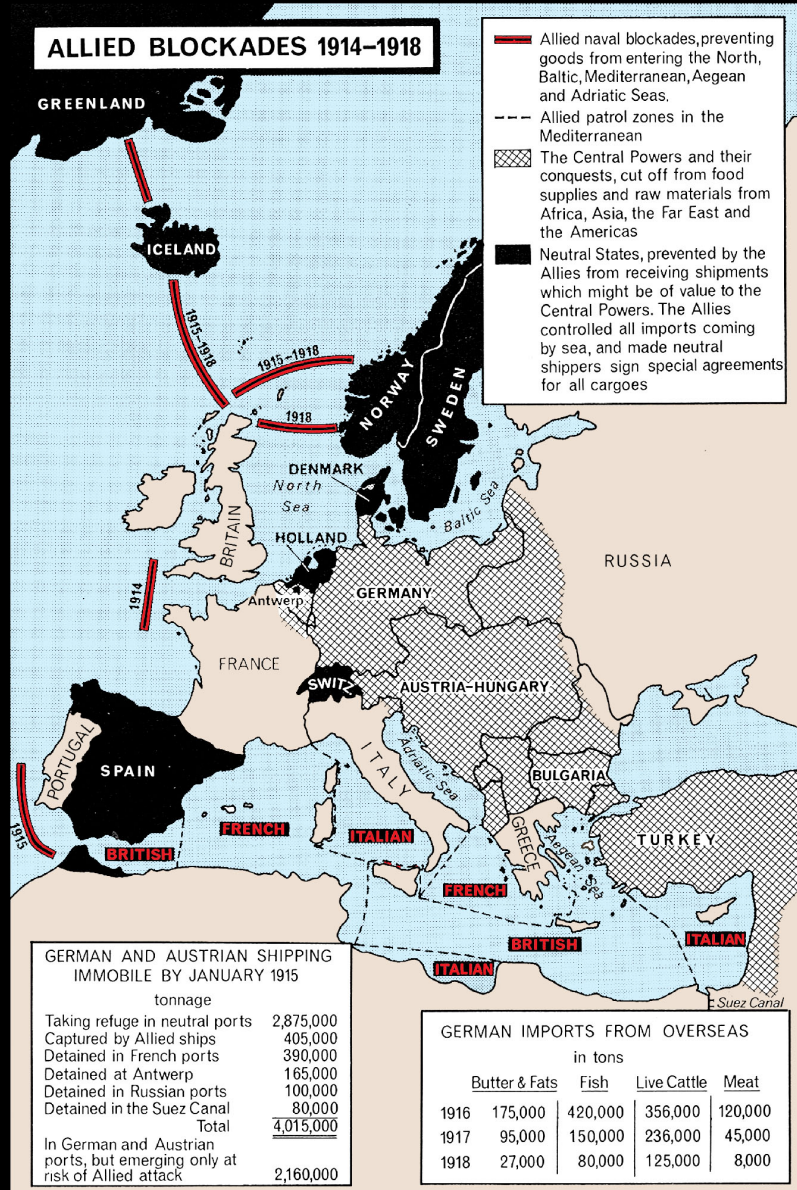 ALLIED BLOCKADES 1914–1918
Allied naval blockades, preventing
goods from entering the North,
Baltic, Mediterranean, Aegean
and Adriatic Seas.
Allied patrol zones in the
Mediterranean
The Central Powers and their
conquests, cut off from food
supplies and raw materials from
Africa, Asia, the Far East and
the Americas
Neutral States, prevented by the
Allies from receiving shipments
which might be of value to the
Central Powers. The Allies
controlled all imports coming
by sea, and made neutral
shippers sign special agreements
for all cargoes
GREENLAND
ICELAND
1915–1918
1915–1918
1918
NORWAY
SWEDEN
DENMARK
North
Sea
Baltic Sea
HOLLAND
BRITAIN
RUSSIA
1914
Antwerp
GERMANY
FRANCE
SWITZ
AUSTRIA–HUNGARY
PORTUGAL
SPAIN
ITALY
Adriatic Sea
BULGARIA
1915
BRITISH
FRENCH
ITALIAN
GREECE
Aegean Sea
TURKEY
FRENCH
BRITISH
ITALIAN
ITALIAN
Suez Canal
GERMAN AND AUSTRIAN SHIPPING
IMMOBILE BY JANUARY 1915
tonnage
Taking refuge in neutral ports 2,875,000
Captured by Allied ships 405,000
Detained in French ports 390,000
Detained at Antwerp 165,000
Detained in Russian ports 100,000
Detained in the Suez Canal 80,000
Total 4,015,000
In German and Austrian
ports, but emerging only at
risk of Allied attack 2,160,000
GERMAN IMPORTS FROM OVERSEAS
in tons
Butter & Fats Fish Live Cattle Meat
1916 175,000 420,000 356,000 120,000
1917 95,000 150,000 236,000 45,000
1918 27,000 80,000 125,000 8,000